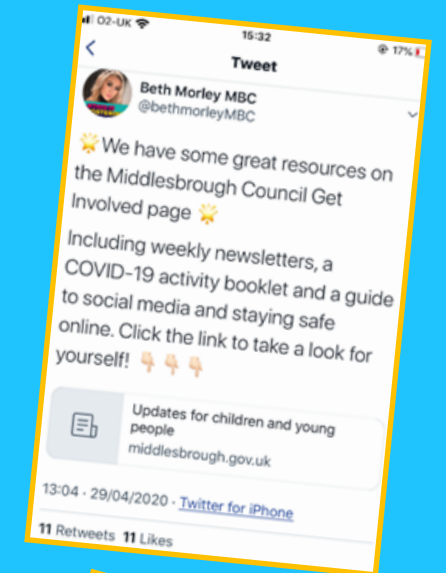 O2-UK
15:32
17%
Tweet
Beth Morley MBC
@bethmorleyMBC
🌟We have some great resources on
the Middlesbrough Council Get
Involved page 🌟
Including weekly newsletters, a
COVID-19 activity booklet and a guide
to social media and staying safe
online. Click the link to take a look for
yourself! 👇🏻👇🏻👇🏻
Updates for children and young
people
middlesbrough.gov.uk
13:04 · 29/04/2020 · Twitter for iPhone
11 Retweets 11 Likes